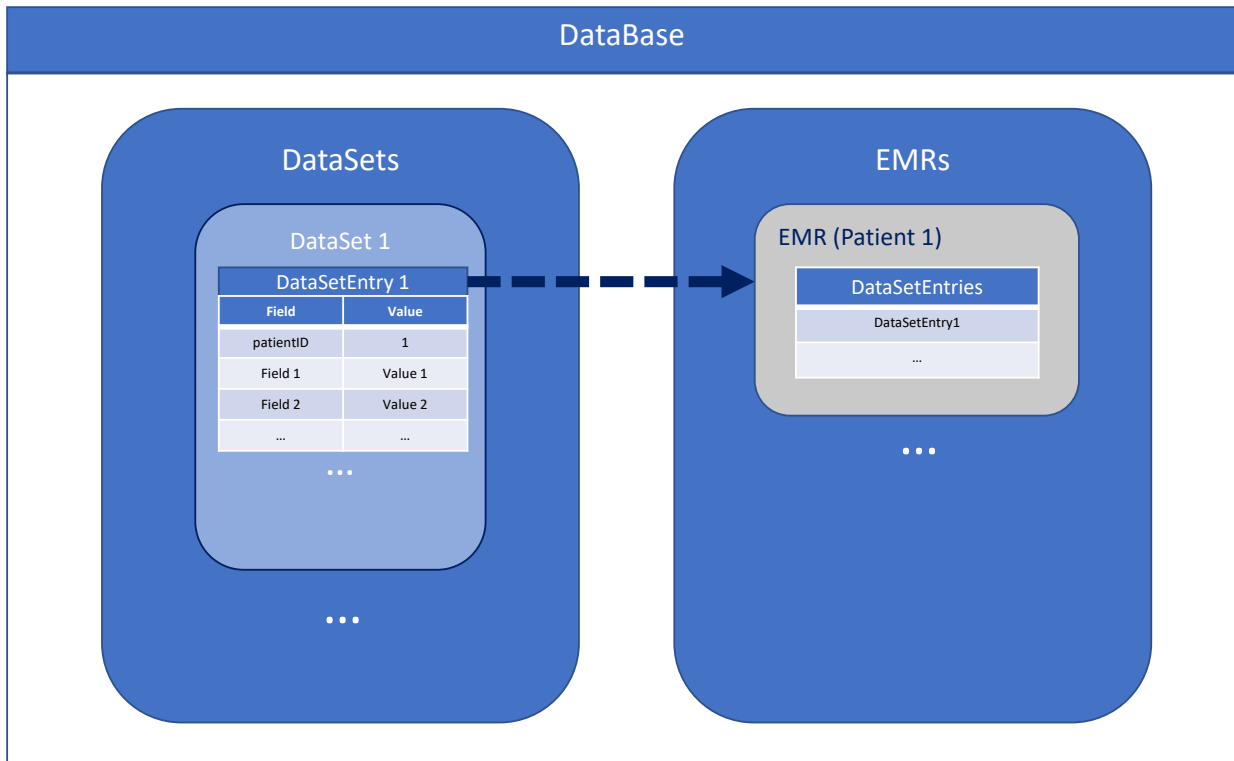 DataBase
DataSets
DataSet 1
DataSetEntry 1
Field Value
patientID 1
Field 1 Value 1
Field 2 Value 2
... ...
...
...
EMRs
EMR (Patient 1)
DataSetEntries
DataSetEntry1
...
...